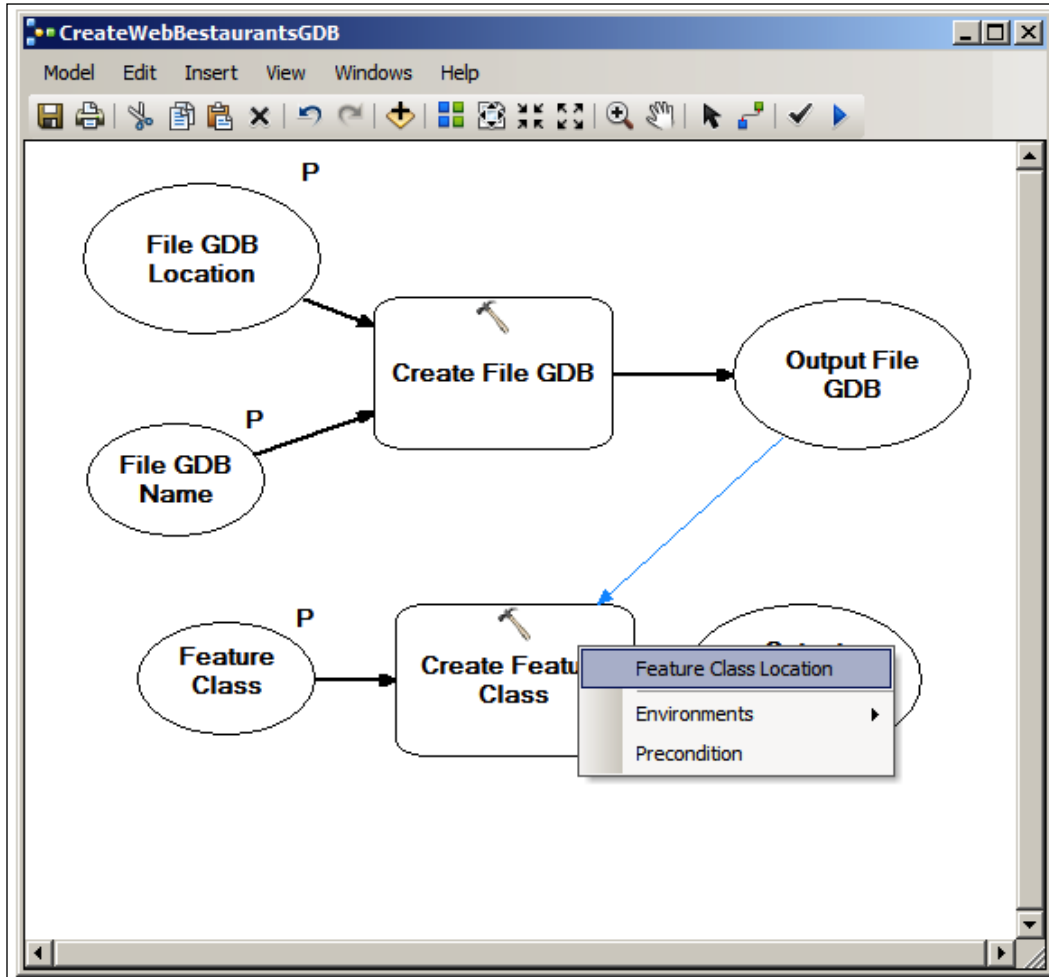 CreateWebBestaurantsGDB
Model Edit Insert View Windows Help
P
File GDB
Location
Create File GDB
Output File
GDB
P
File GDB
Name
P
Feature
Class
Create Featu
Class
Feature Class Location
Environments
Precondition